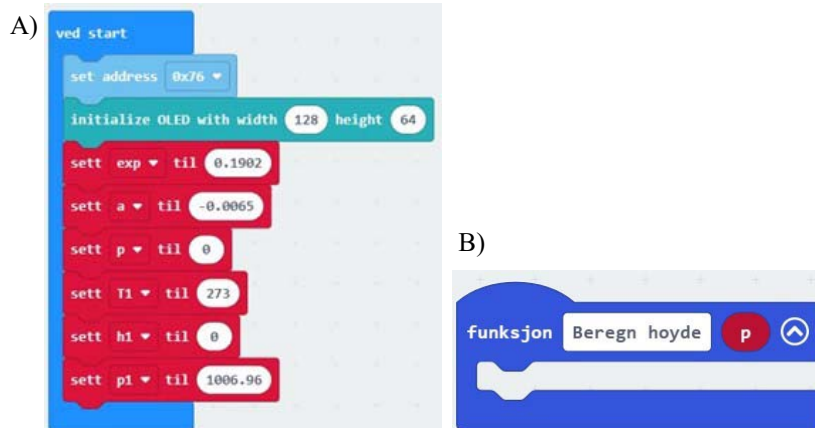 A)
ved start
set address 0x76
initialize OLED with width 128 height 64
sett exp til 0.1902
sett a til -0.0065
sett p til 0
sett T1 til 273
sett h1 til 0
sett p1 til 1006.96
B)
funksjon Beregn hoyde p